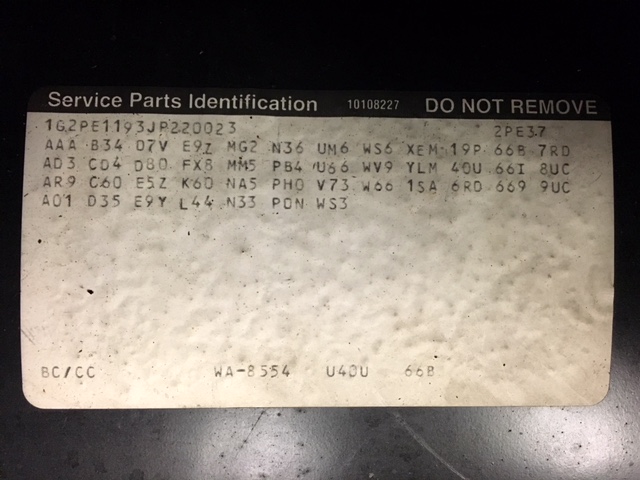 Service Parts Identification 10108227 DO NOT REMOVE
1G2PE1193JP220023 2PE37
AAA B34 D7V E9Z MG2 N36 UM6 WS6 XEM 19P 66B 7RD
AD3 C04 D80 FX8 MM5 PB4 U66 WV9 YLM 40U 66I 8UC
AR9 C60 E5Z K60 NA5 PH0 V73 W66 1SA 6RD 669 9UC
A01 D35 E9Y L44 N33 PON WS3
BC/CC WA-8554 U40U 66B